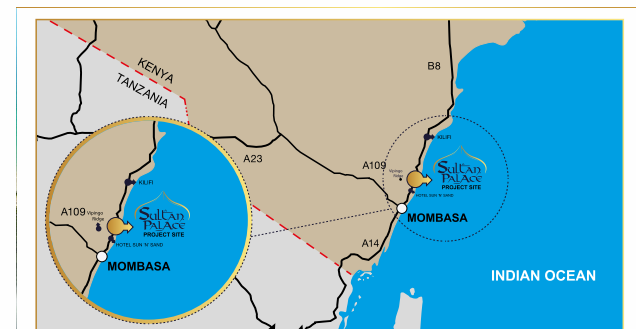 KENYA
TANZANIA
B8
KILIFI
A109
Vipingo
Ridge
Sultan
Palace
PROJECT SITE
HOTEL SUN 'N' SAND
MOMBASA
A23
A14
INDIAN OCEAN
KILIFI
A109
Vipingo
Ridge
Sultan
Palace
PROJECT SITE
HOTEL SUN 'N' SAND
MOMBASA